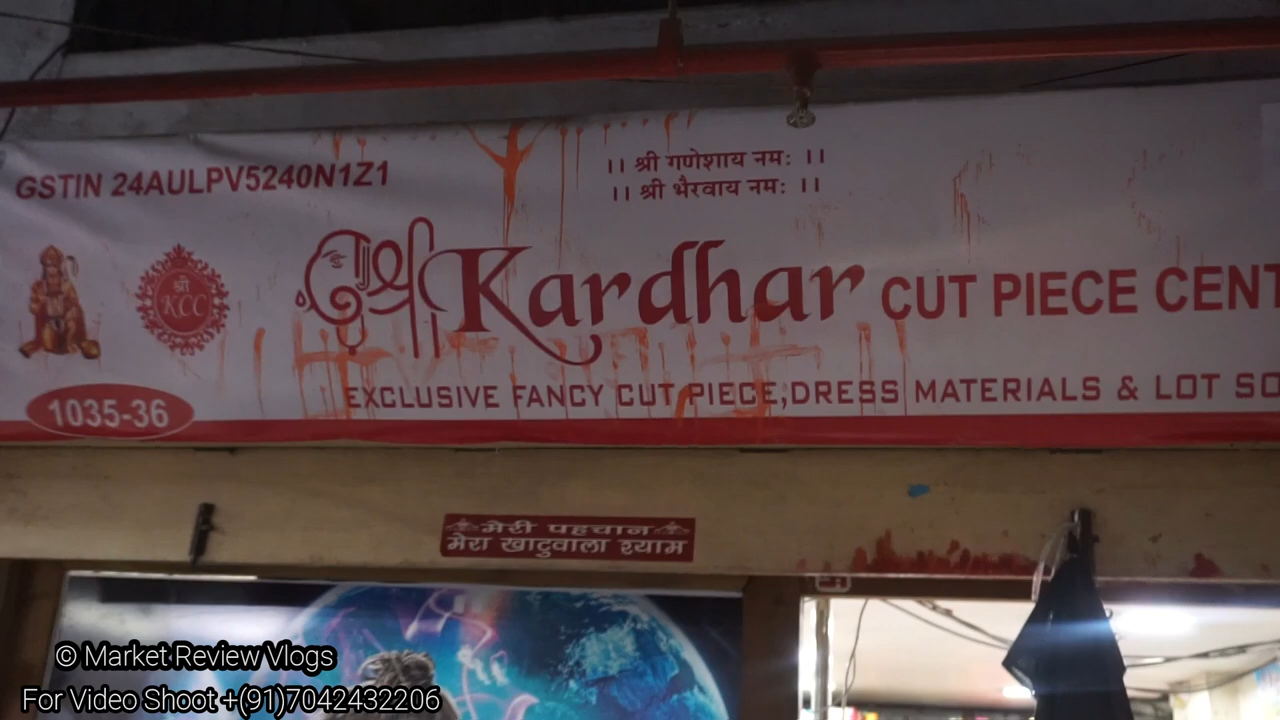 || श्री गणेशाय नमः ||
|| श्री भैरवाय नमः ||
GSTIN 24AULPV5240N1Z1
श्री
KCC
श्री Kardhar CUT PIECE CENT
1035-36
EXCLUSIVE FANCY CUT PIECE,DRESS MATERIALS & LOT SO
मेरी पहचान
मेरा खाटुवाला श्याम
© Market Review Vlogs
For Video Shoot +(91)7042432206